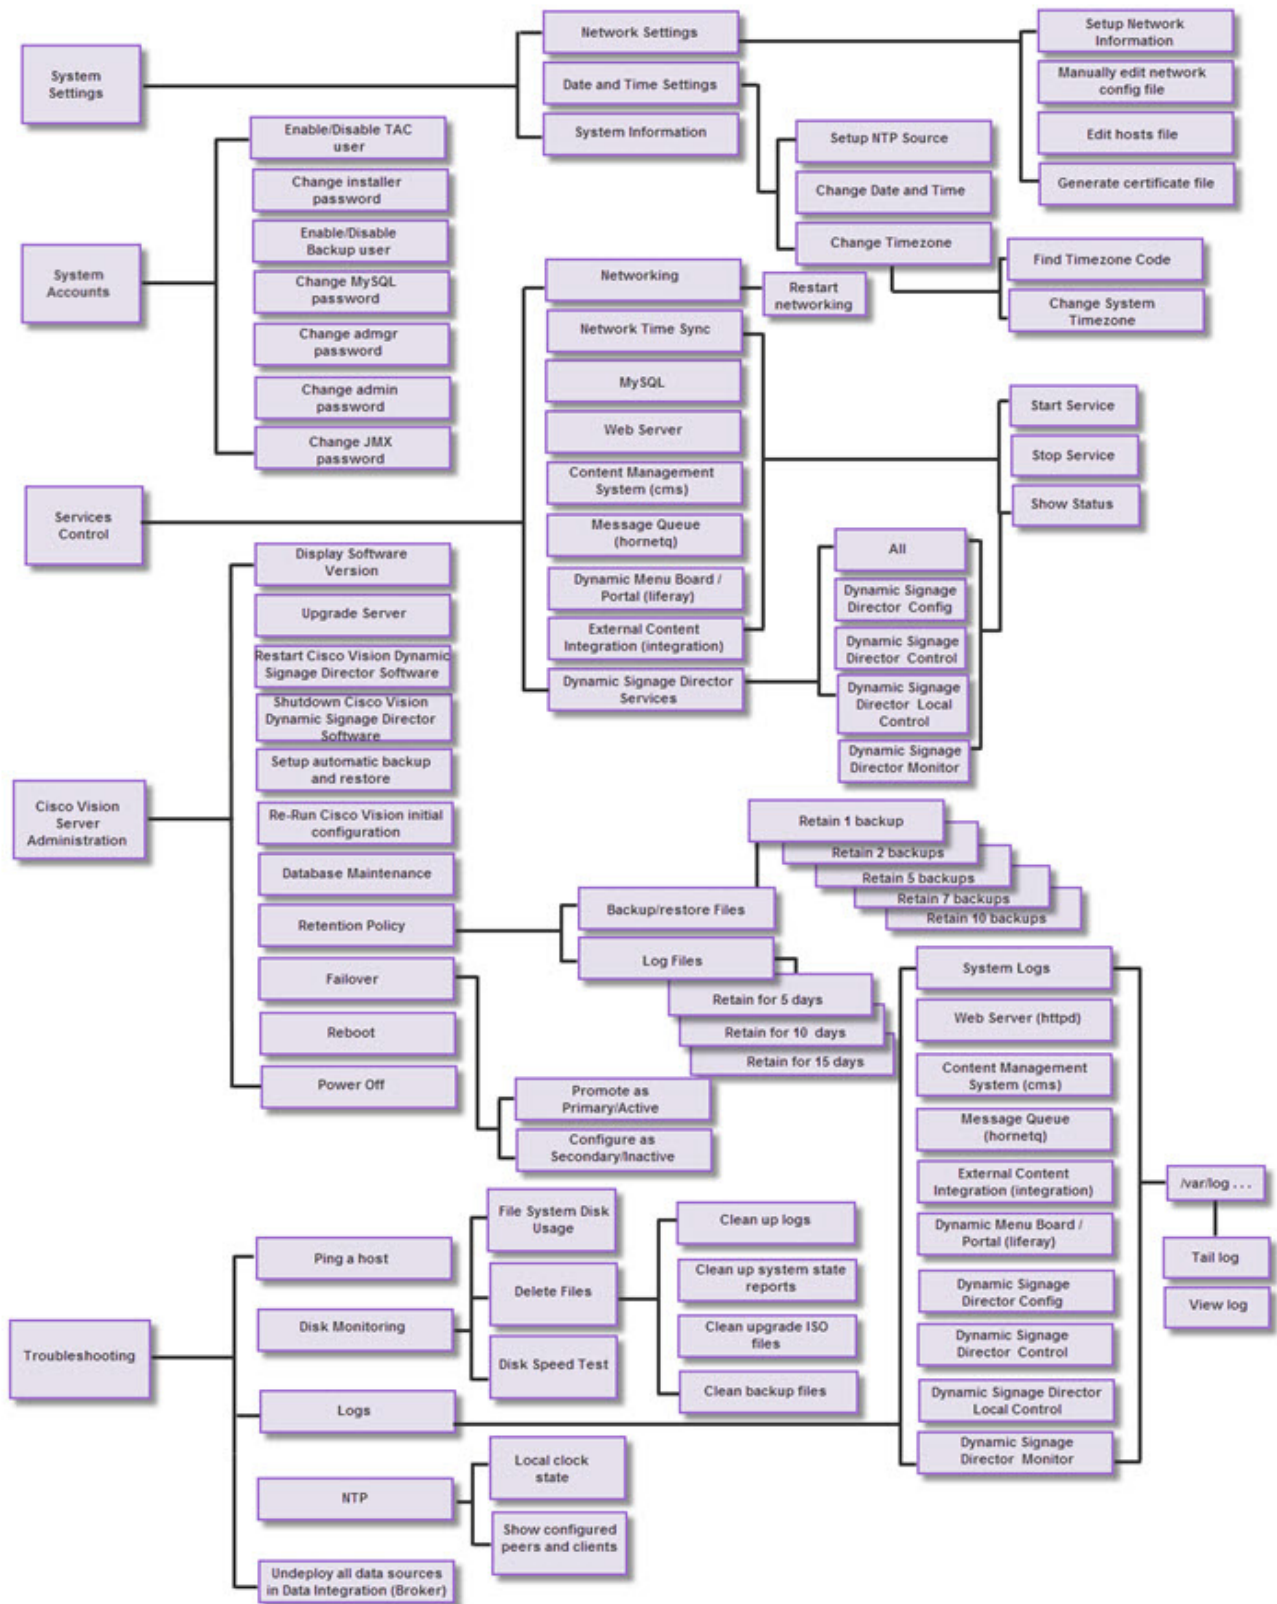 System
Settings
Network Settings
Date and Time Settings
System Information
Setup Network
Information
Manually edit network
config file
Edit hosts file
Generate certificate file
Setup NTP Source
Change Date and Time
Change Timezone
Find Timezone Code
Change System
Timezone
System
Accounts
Enable/Disable TAC
user
Change installer
password
Enable/Disable
Backup user
Change MySQL
password
Change admgr
password
Change admin
password
Change JMX
password
Services
Control
Networking
Restart
networking
Network Time Sync
MySQL
Web Server
Content Management
System (cms)
Message Queue
(hornetq)
Dynamic Menu Board /
Portal (liferay)
External Content
Integration (integration)
Dynamic Signage Director
Services
Start Service
Stop Service
Show Status
All
Dynamic Signage
Director Config
Dynamic Signage
Director Control
Dynamic Signage
Director Local
Control
Dynamic Signage
Director Monitor
Cisco Vision
Server
Administration
Display Software
Version
Upgrade Server
Restart Cisco Vision Dynamic
Signage Director Software
Shutdown Cisco Vision
Dynamic Signage Director
Software
Setup automatic backup
and restore
Re-Run Cisco Vision initial
configuration
Database Maintenance
Retention Policy
Failover
Reboot
Power Off
Backup/restore Files
Log Files
Retain 1 backup
Retain 2 backups
Retain 5 backups
Retain 7 backups
Retain 10 backups
Retain for 5 days
Retain for 10 days
Retain for 15 days
Promote as
Primary/Active
Configure as
Secondary/Inactive
Troubleshooting
Ping a host
Disk Monitoring
Logs
NTP
Undeploy all data sources
in Data Integration (Broker)
File System Disk
Usage
Delete Files
Disk Speed Test
Clean up logs
Clean up system state
reports
Clean upgrade ISO
files
Clean backup files
Local clock
state
Show configured
peers and clients
System Logs
Web Server (httpd)
Content Management
System (cms)
Message Queue
(hornetq)
External Content
Integration (integration)
Dynamic Menu Board /
Portal (liferay)
Dynamic Signage
Director Config
Dynamic Signage
Director Control
Dynamic Signage Director
Local Control
Dynamic Signage
Director Monitor
/var/log . . .
Tail log
View log